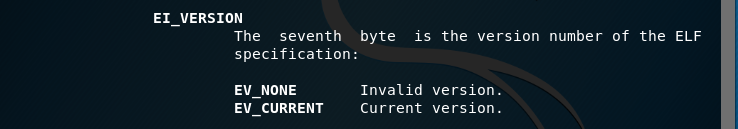 EI_VERSION
The seventh byte is the version number of the ELF
specification:
EV_NONE Invalid version.
EV_CURRENT Current version.